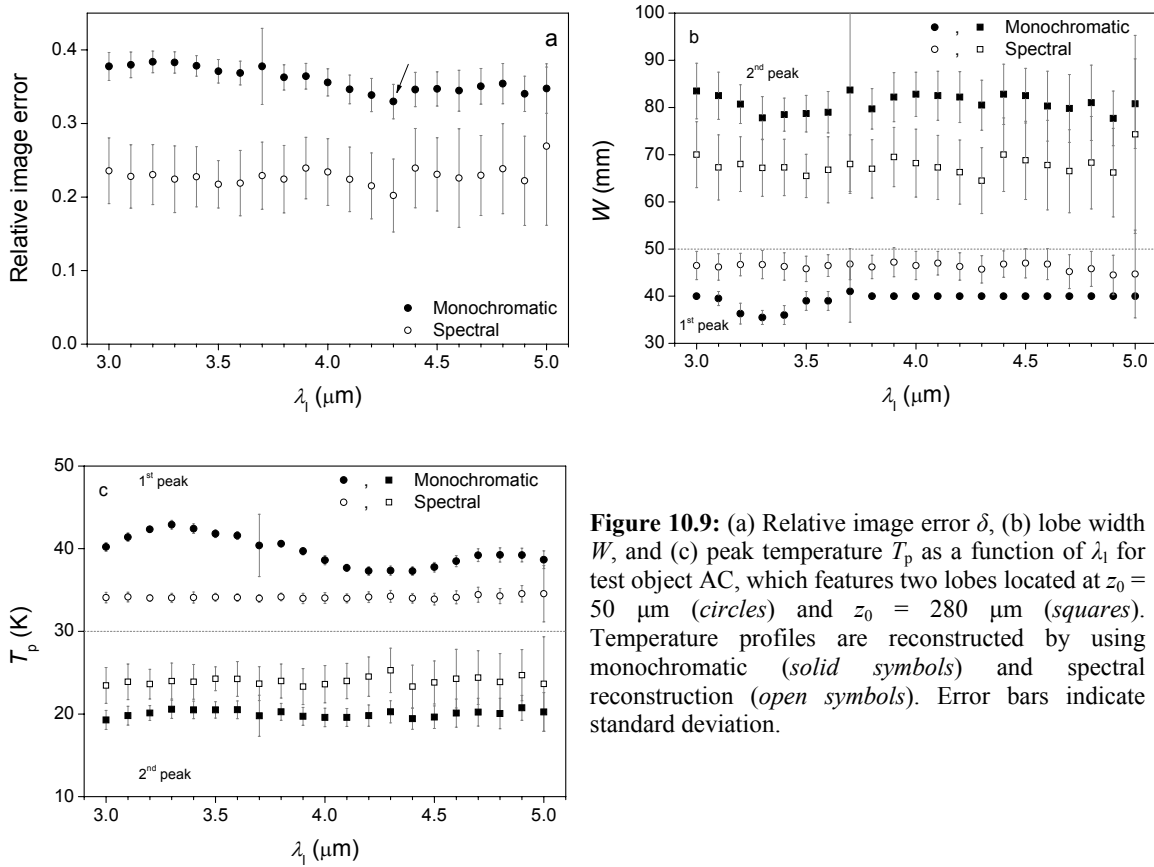 a
0.4
0.3
0.2
0.1
0.0
Relative image error
Monochromatic
Spectral
3.0 3.5 4.0 4.5 5.0
λl (μm)
b
, Monochromatic
Spectral
2nd peak
100
90
80
70
60
50
40
30
W (mm)
1st peak
3.0 3.5 4.0 4.5 5.0
λl (μm)
c
1st peak
, Monochromatic
Spectral
50
40
30
20
10
Tp (K)
2nd peak
3.0 3.5 4.0 4.5 5.0
λl (μm)
Figure 10.9: (a) Relative image error δ, (b) lobe width
W, and (c) peak temperature Tp as a function of λl for
test object AC, which features two lobes located at z0 =
50 μm (circles) and z0 = 280 μm (squares).
Temperature profiles are reconstructed by using
monochromatic (solid symbols) and spectral
reconstruction (open symbols). Error bars indicate
standard deviation.